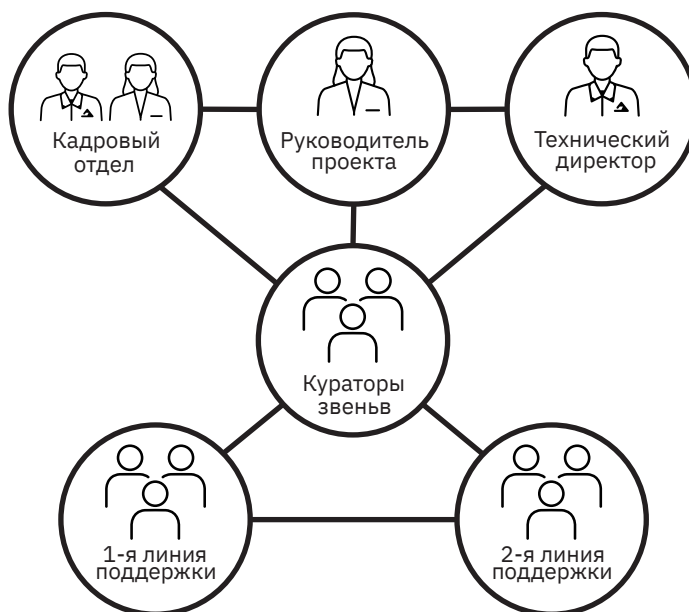 Кадровый
отдел
Руководитель
проекта
Технический
директор
Кураторы
звеньв
1-я линия
поддержки
2-я линия
поддержки